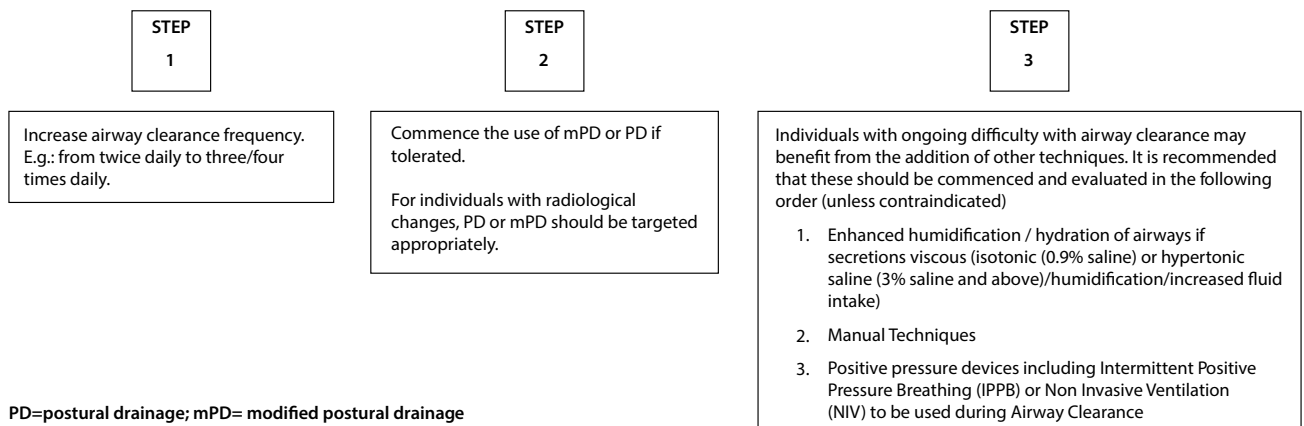 STEP
1
STEP
2
STEP
3
Increase airway clearance frequency.
E.g.: from twice daily to three/four
times daily.
Commence the use of mPD or PD if
tolerated.
For individuals with radiological
changes, PD or mPD should be targeted
appropriately.
Individuals with ongoing difficulty with airway clearance may
benefit from the addition of other techniques. It is recommended
that these should be commenced and evaluated in the following
order (unless contraindicated)
1. Enhanced humidification / hydration of airways if
secretions viscous (isotonic (0.9% saline) or hypertonic
saline (3% saline and above)/humidification/increased fluid
intake)
2. Manual Techniques
3. Positive pressure devices including Intermittent Positive
Pressure Breathing (IPPB) or Non Invasive Ventilation
(NIV) to be used during Airway Clearance
PD=postural drainage; mPD= modified postural drainage